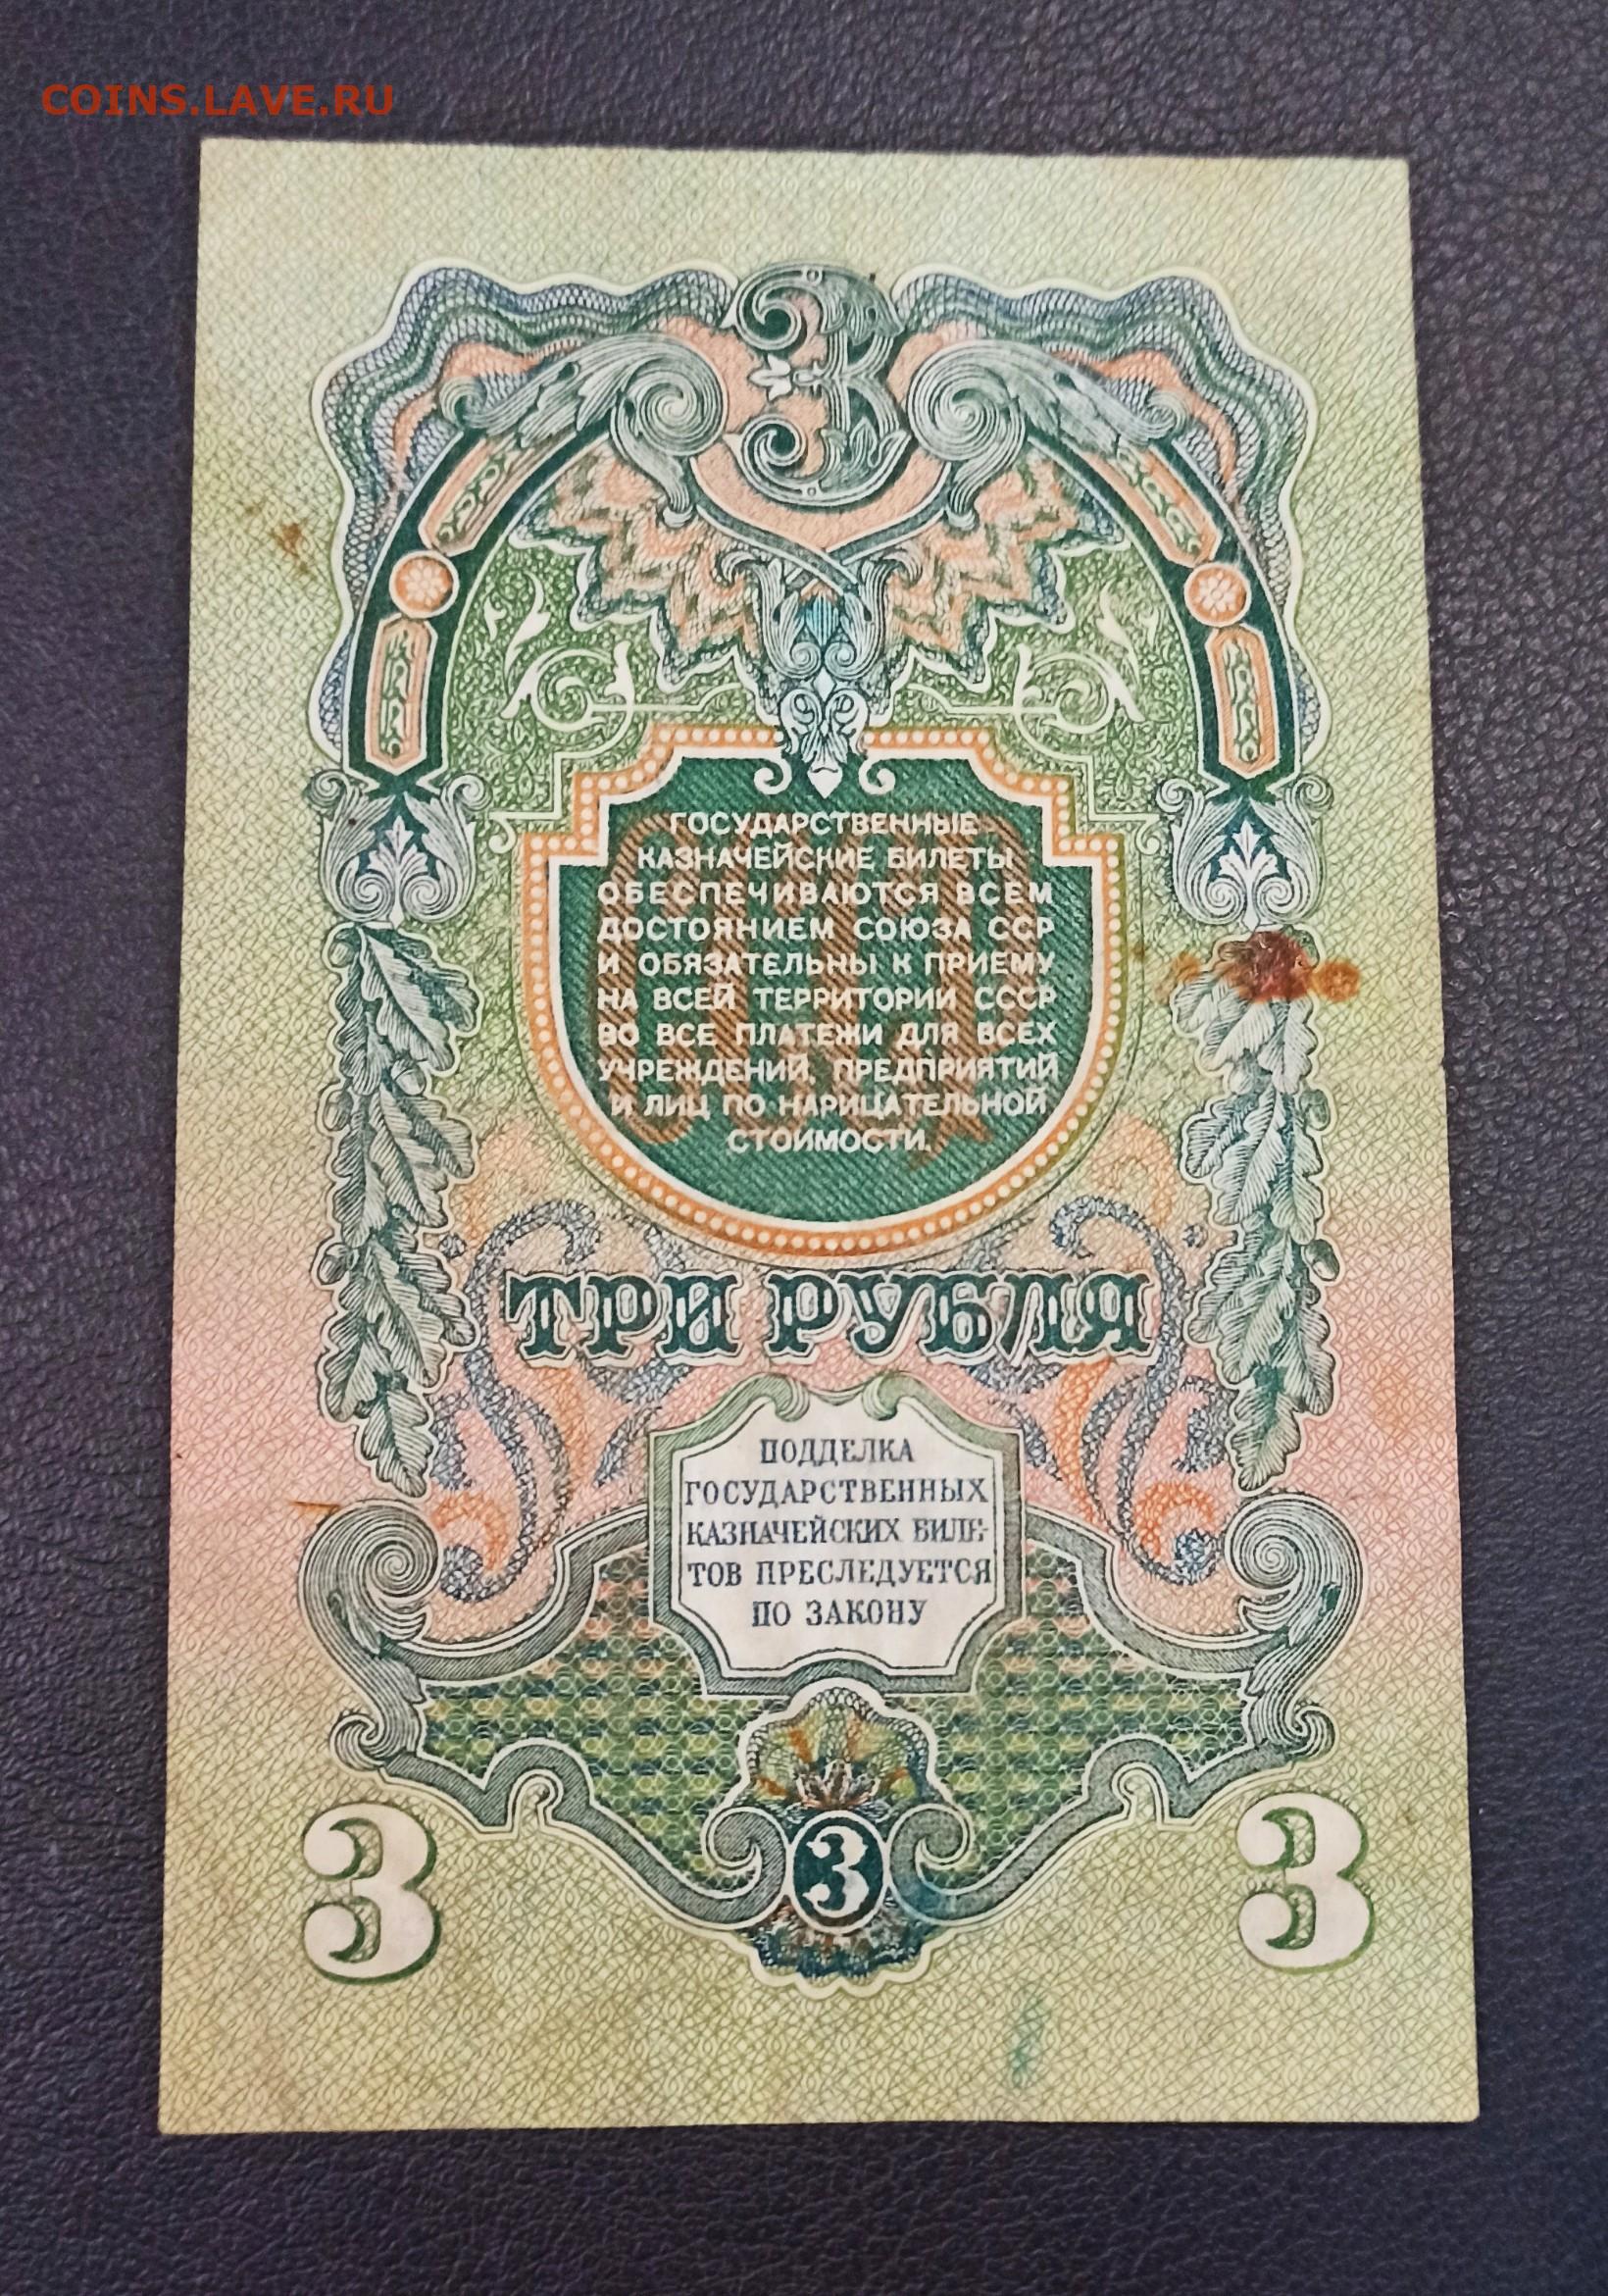 COINS.LAVE.RU
3
ГОСУДАРСТВЕННЫЕ
КАЗНАЧЕЙСКИЕ БИЛЕТЫ
ОБЕСПЕЧИВАЮТСЯ ВСЕМ
ДОСТОЯНИЕМ СОЮЗА ССР
И ОБЯЗАТЕЛЬНЫ К ПРИЕМУ
НА ВСЕЙ ТЕРРИТОРИИ СССР
ВО ВСЕ ПЛАТЕЖИ ДЛЯ ВСЕХ
УЧРЕЖДЕНИЙ, ПРЕДПРИЯТИЙ
И ЛИЦ ПО НАРИЦАТЕЛЬНОЙ
СТОИМОСТИ.
ТРИ РУБЛЯ
ПОДДЕЛКА
ГОСУДАРСТВЕННЫХ
КАЗНАЧЕЙСКИХ БИЛЕ-
ТОВ ПРЕСЛЕДУЕТСЯ
ПО ЗАКОНУ
3 3 3